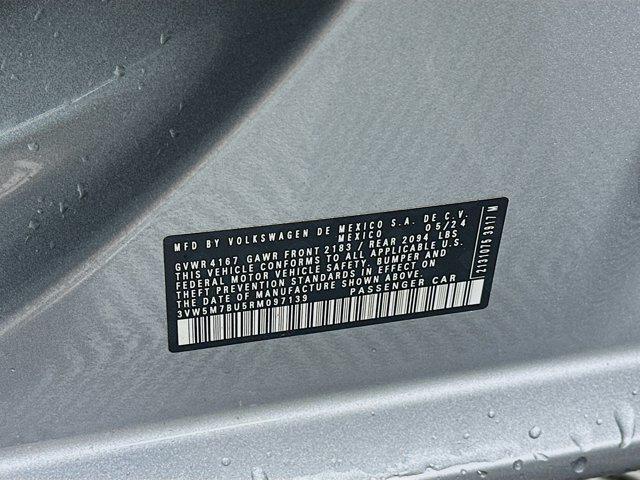 MFD BY VOLKSWAGEN DE MEXICO S.A. DE C.V.
MEXICO 05/24
GVWR 4167 GAWR FRONT 2183 / REAR 2094 LBS
THIS VEHICLE CONFORMS TO ALL APPLICABLE U.S.
FEDERAL MOTOR VEHICLE SAFETY, BUMPER AND
THEFT PREVENTION STANDARDS IN EFFECT ON
THE DATE OF MANUFACTURE SHOWN ABOVE.
3VW5M7BU5RM097139 PASSENGER CAR
2131075 3917 M